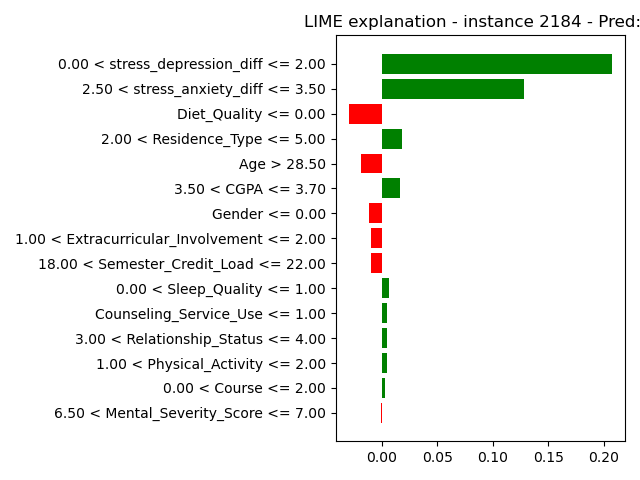 LIME explanation - instance 2184 - Pred:
0.00 < stress_depression_diff <= 2.00
2.50 < stress_anxiety_diff <= 3.50
Diet_Quality <= 0.00
2.00 < Residence_Type <= 5.00
Age > 28.50
3.50 < CGPA <= 3.70
Gender <= 0.00
1.00 < Extracurricular_Involvement <= 2.00
18.00 < Semester_Credit_Load <= 22.00
0.00 < Sleep_Quality <= 1.00
Counseling_Service_Use <= 1.00
3.00 < Relationship_Status <= 4.00
1.00 < Physical_Activity <= 2.00
0.00 < Course <= 2.00
6.50 < Mental_Severity_Score <= 7.00
0.00 0.05 0.10 0.15 0.20